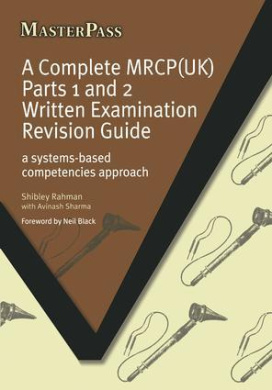 MASTERPASS
A Complete MRCP(UK)
Parts 1 and 2
Written Examination
Revision Guide
a systems-based
competencies approach
Shibley Rahman
with Avinash Sharma
Foreword by Neil Black